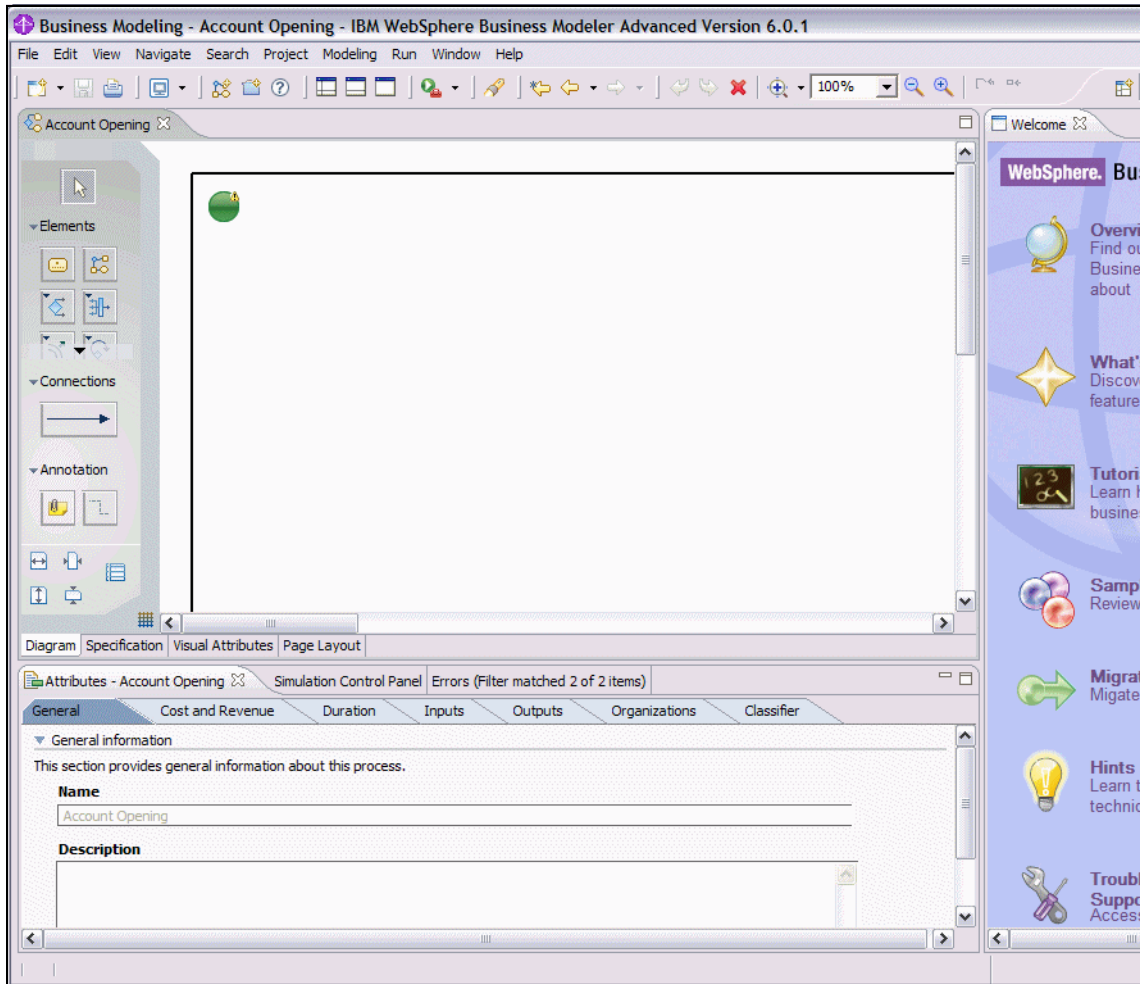 Business Modeling - Account Opening - IBM WebSphere Business Modeler Advanced Version 6.0.1
File Edit View Navigate Search Project Modeling Run Window Help
100%
Account Opening
Welcome
WebSphere.
Elements
Find
about
What'
Connections
Annotation
Learn
Review
Diagram Specification Visual Attributes Page Layout
Attributes - Account Opening Simulation Control Panel Errors (Filter matched 2 of 2 items)
General Cost and Revenue Duration Inputs Outputs Organizations Classifier
Migate
General information
This section provides general information about this process.
Name
Account Opening
Hints
Learn
Description